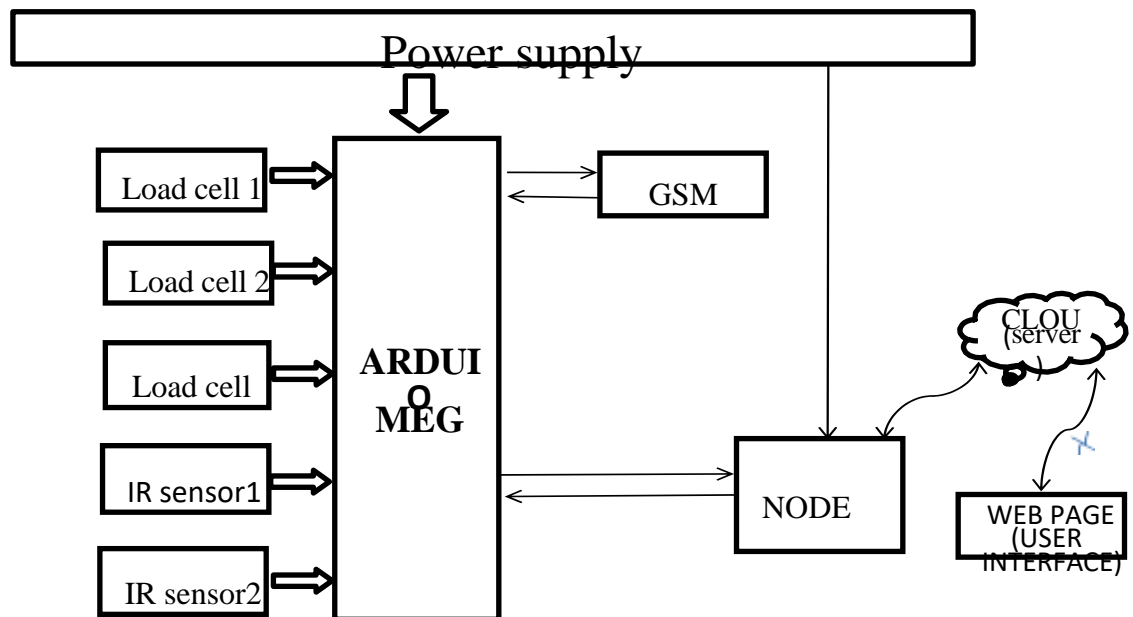 Power supply
Load cell 1
GSM
Load cell 2
Load cell
ARDUI
O
MEG
CLOU
(server
)
IR sensor1
NODE
WEB PAGE
(USER
INTERFACE)
IR sensor2